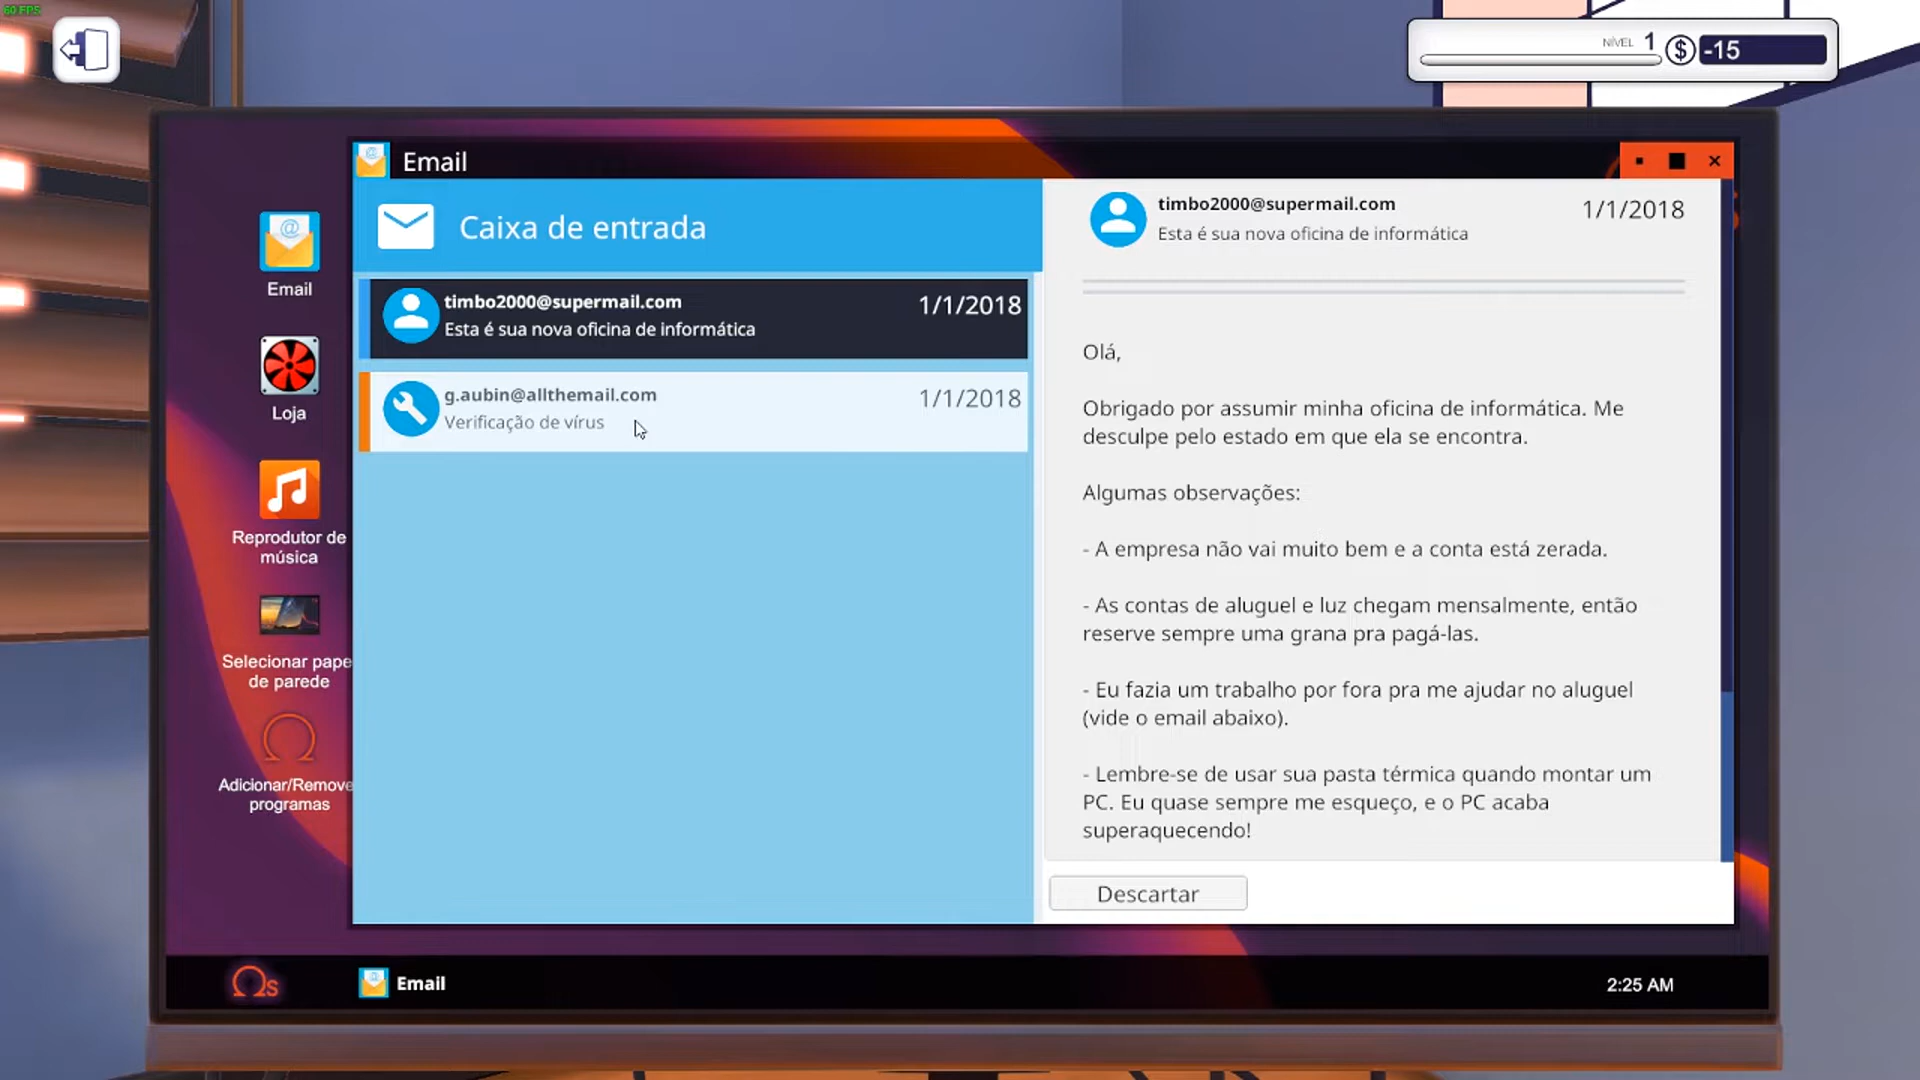 60 FPS
NÍVEL 1
$ -15
Email
Caixa de entrada
timbo2000@supermail.com
1/1/2018
Esta é sua nova oficina de informática
g.aubin@allthemail.com
1/1/2018
Verificação de vírus
Email
Loja
Reprodutor de
música
Selecionar pape
de parede
Adicionar/Remove
programas
timbo2000@supermail.com
1/1/2018
Esta é sua nova oficina de informática
Olá,
Obrigado por assumir minha oficina de informática. Me
desculpe pelo estado em que ela se encontra.
Algumas observações:
- A empresa não vai muito bem e a conta está zerada.
- As contas de aluguel e luz chegam mensalmente, então
reserve sempre uma grana pra pagá-las.
- Eu fazia um trabalho por fora pra me ajudar no aluguel
(vide o email abaixo).
- Lembre-se de usar sua pasta térmica quando montar um
PC. Eu quase sempre me esqueço, e o PC acaba
superaquecendo!
Descartar
Ωs
Email
2:25 AM